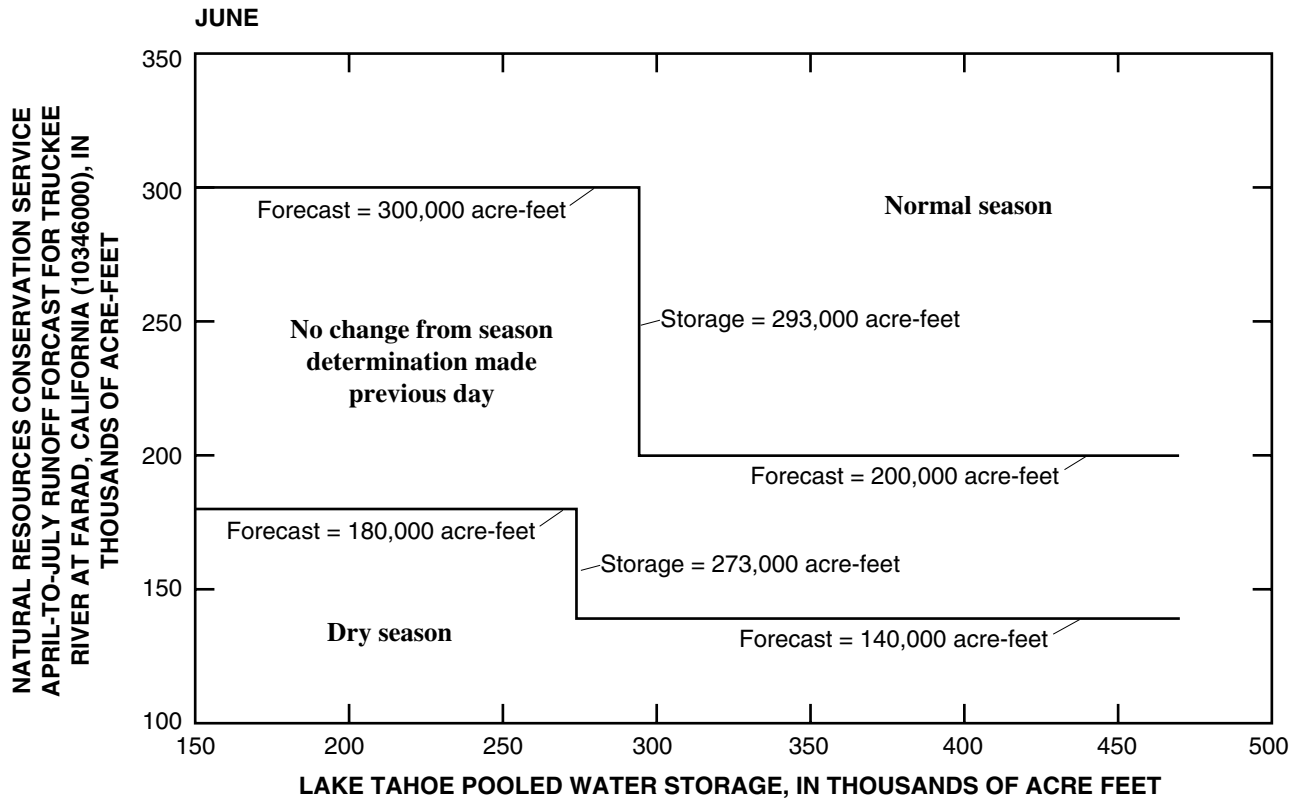 JUNE
NATURAL RESOURCES CONSERVATION SERVICE
APRIL-TO-JULY RUNOFF FORCAST FOR TRUCKEE
RIVER AT FARAD, CALIFORNIA (10346000), IN
THOUSANDS OF ACRE-FEET
350
300
250
200
150
100
Forecast = 300,000 acre-feet
Normal season
Storage = 293,000 acre-feet
No change from season
determination made
previous day
Forecast = 200,000 acre-feet
Forecast = 180,000 acre-feet
Storage = 273,000 acre-feet
Dry season
Forecast = 140,000 acre-feet
150 200 250 300 350 400 450 500
LAKE TAHOE POOLED WATER STORAGE, IN THOUSANDS OF ACRE FEET